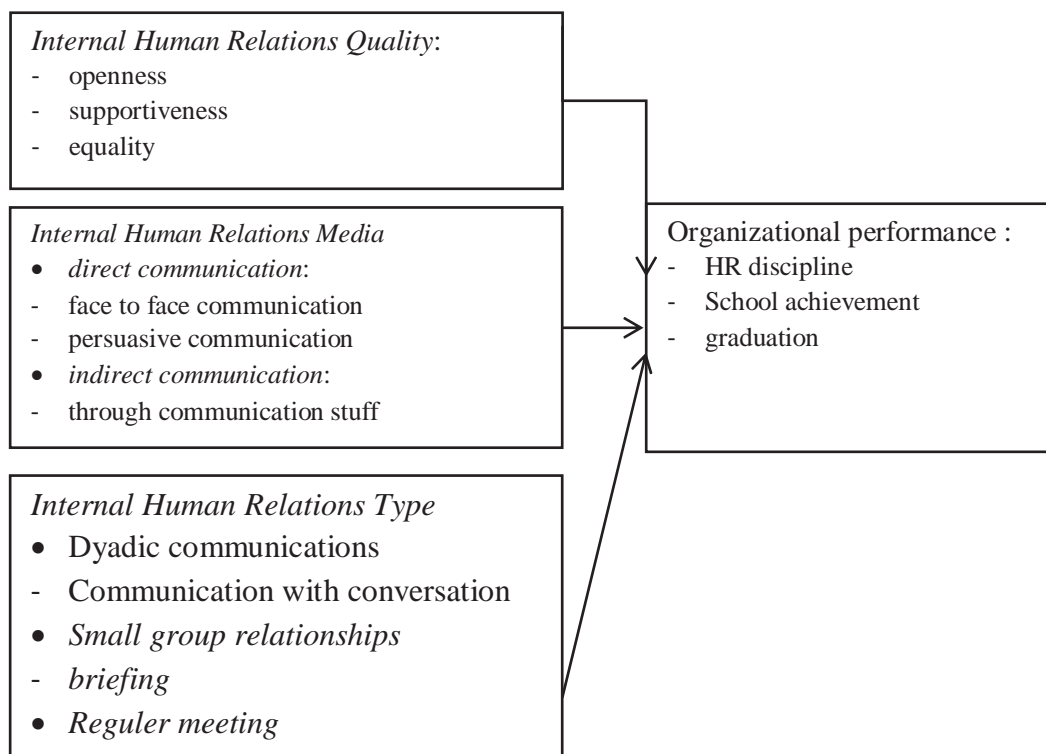 Internal Human Relations Quality:
- openness
- supportiveness
- equality
Internal Human Relations Media
• direct communication:
- face to face communication
- persuasive communication
• indirect communication:
- through communication stuff
Internal Human Relations Type
• Dyadic communications
- Communication with conversation
• Small group relationships
- briefing
• Reguler meeting
Organizational performance :
- HR discipline
- School achievement
- graduation